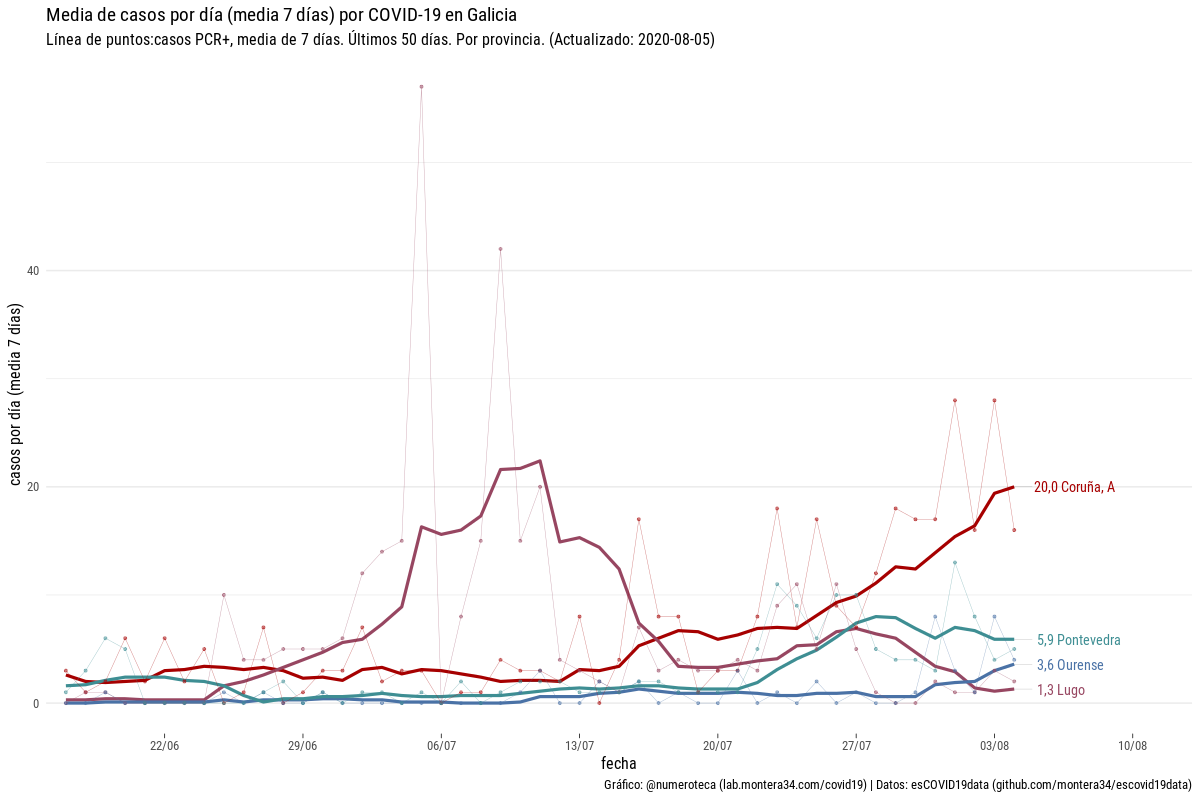 Media de casos por día (media 7 días) por COVID-19 en Galicia
Línea de puntos:casos PCR+, media de 7 días. Últimos 50 días. Por provincia. (Actualizado: 2020-08-05)
casos por día (media 7 días)
40
20
0
20,0 Coruña, A
5,9 Pontevedra
3,6 Ourense
1,3 Lugo
22/06
29/06
06/07
13/07
20/07
27/07
03/08
10/08
fecha
Gráfico: @numeroteca (lab.montera34.com/covid19) | Datos: esCOVID19data (github.com/montera34/escovid19data)